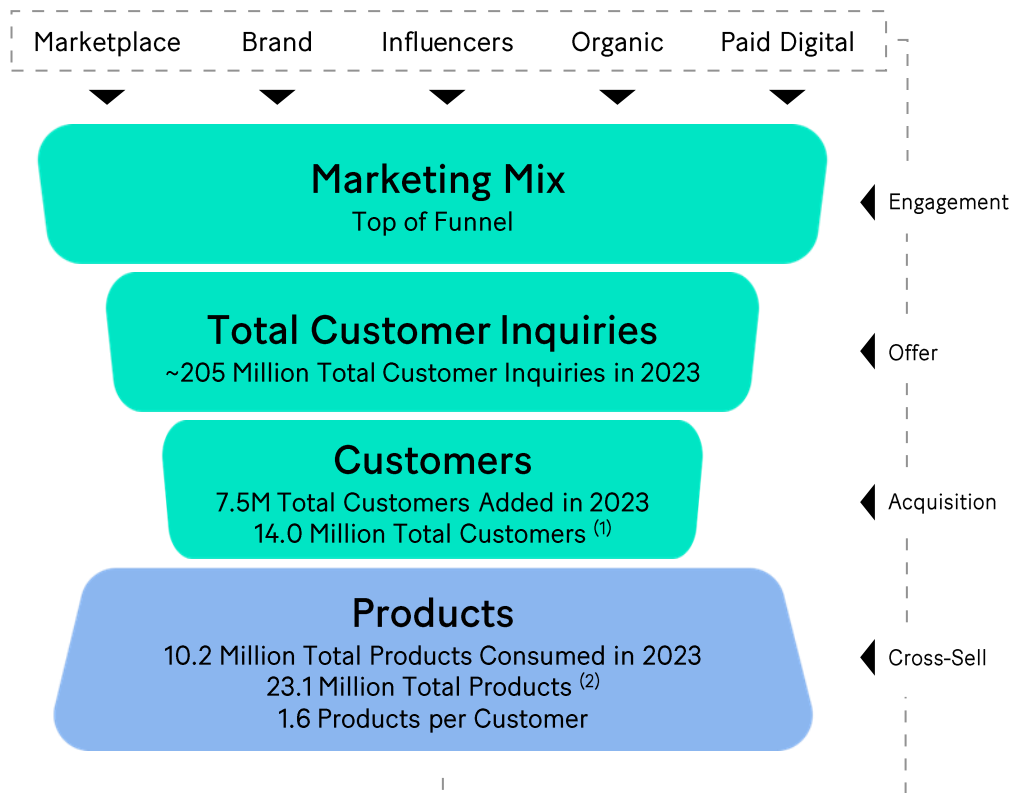 Marketplace Brand Influencers Organic Paid Digital
Marketing Mix
Top of Funnel
Engagement
Total Customer Inquiries
~205 Million Total Customer Inquiries in 2023
Offer
Customers
7.5M Total Customers Added in 2023
14.0 Million Total Customers (1)
Acquisition
Products
10.2 Million Total Products Consumed in 2023
23.1 Million Total Products (2)
1.6 Products per Customer
Cross-Sell